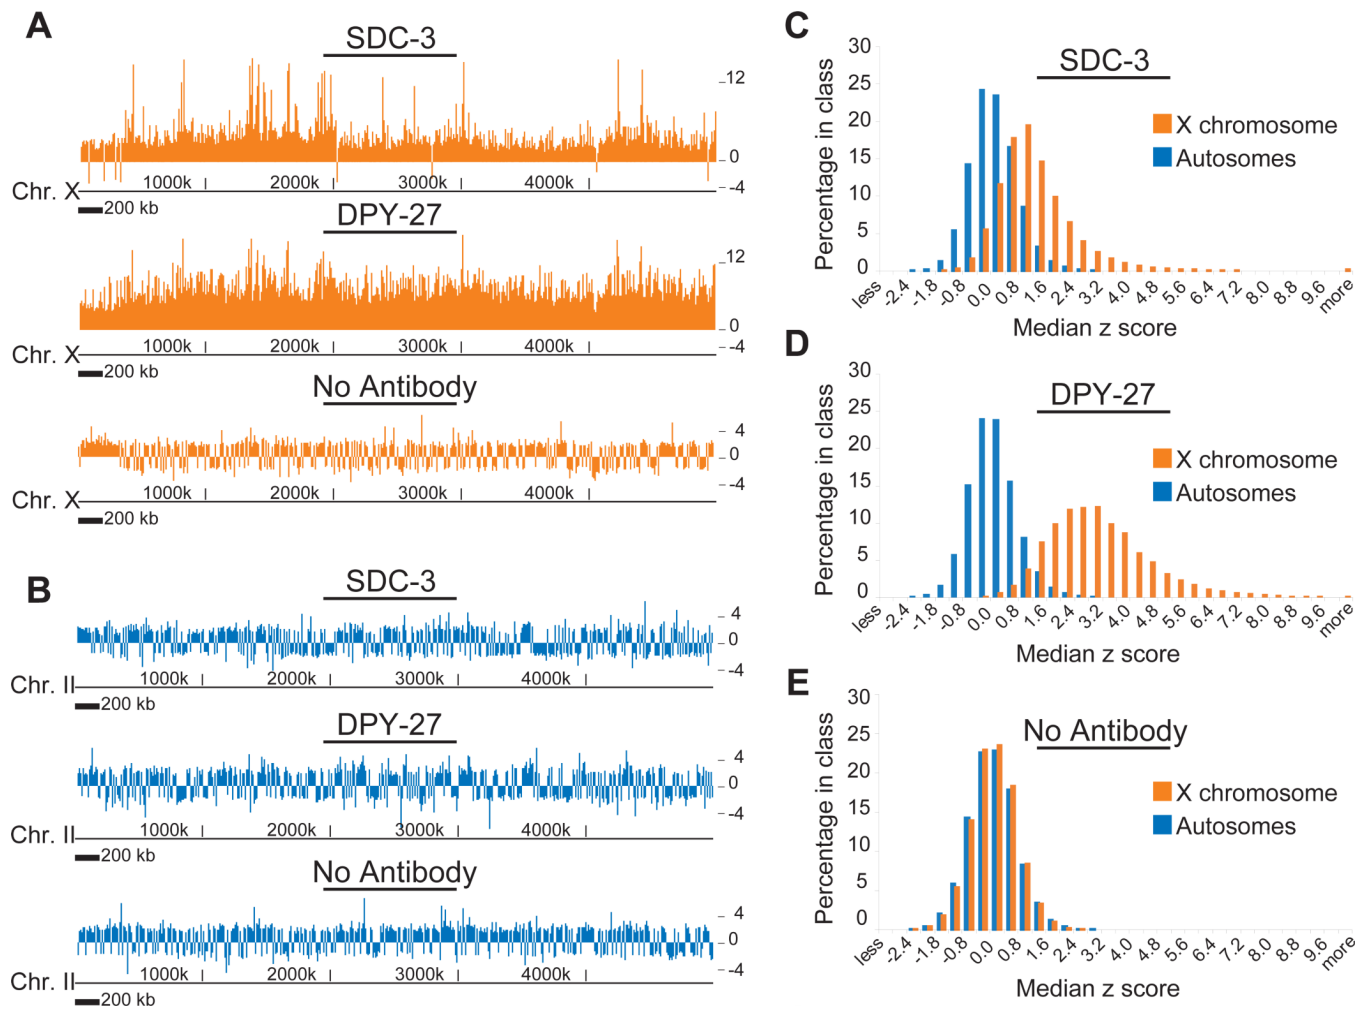 A
SDC-3
12
0
-4
1000k
2000k
3000k
4000k
Chr. X
200 kb
DPY-27
12
0
-4
1000k
2000k
3000k
4000k
Chr. X
200 kb
No Antibody
4
0
-4
1000k
2000k
3000k
4000k
Chr. X
200 kb
B
SDC-3
4
0
-4
1000k
2000k
3000k
4000k
Chr. II
200 kb
DPY-27
4
0
-4
1000k
2000k
3000k
4000k
Chr. II
200 kb
No Antibody
4
0
-4
1000k
2000k
3000k
4000k
Chr. II
200 kb
C
SDC-3
Percentage in class
30
25
20
15
10
5
0
X chromosome
Autosomes
less
-2.4
-1.8
-0.8
0.0
0.8
1.6
2.4
3.2
4.0
4.8
5.6
6.4
7.2
8.0
8.8
9.6
more
Median z score
D
DPY-27
Percentage in class
30
25
20
15
10
5
0
X chromosome
Autosomes
less
-2.4
-1.8
-0.8
0.0
0.8
1.6
2.4
3.2
4.0
4.8
5.6
6.4
7.2
8.0
8.8
9.6
more
Median z score
E
No Antibody
Percentage in class
30
25
20
15
10
5
0
X chromosome
Autosomes
less
-2.4
-1.8
-0.8
0.0
0.8
1.6
2.4
3.2
4.0
4.8
5.6
6.4
7.2
8.0
8.8
9.6
more
Median z score